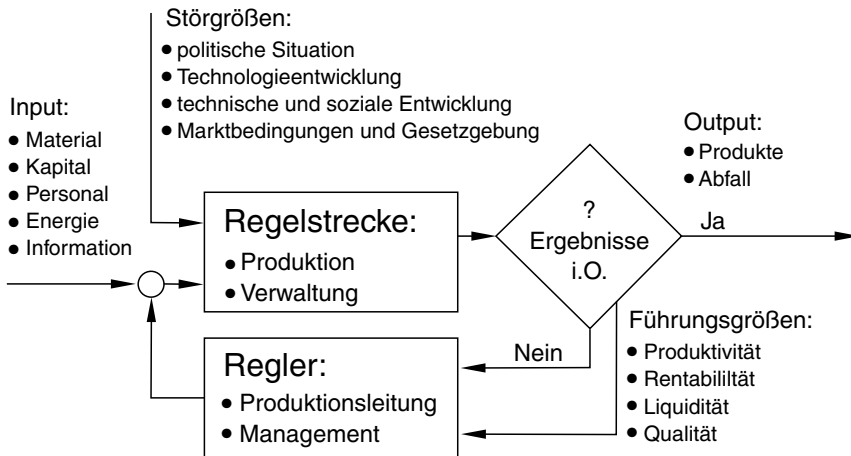 Störgrößen:
● politische Situation
● Technologieentwicklung
● technische und soziale Entwicklung
● Marktbedingungen und Gesetzgebung
Input:
● Material
● Kapital
● Personal
● Energie
● Information
Output:
● Produkte
● Abfall
Regelstrecke:
● Produktion
● Verwaltung
?
Ergebnisse
i.O.
Ja
Nein
Führungsgrößen:
● Produktivität
● Rentabililtät
● Liquidität
● Qualität
Regler:
● Produktionsleitung
● Management